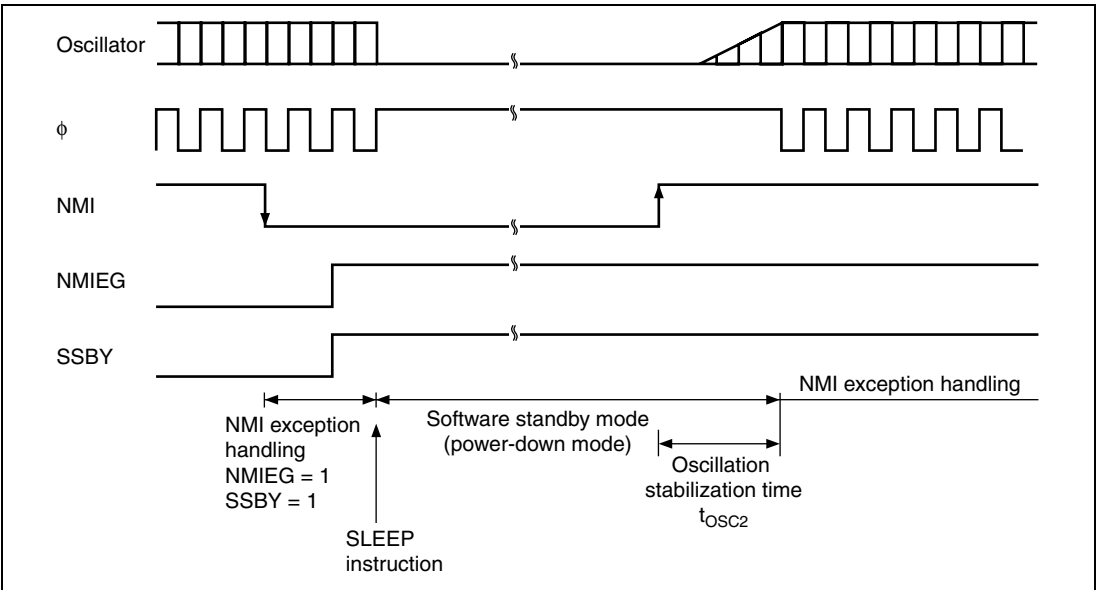 Oscillator
φ
NMI
NMIEG
SSBY
NMI exception
handling
NMIEG = 1
SSBY = 1
Software standby mode
(power-down mode)
NMI exception handling
Oscillation
stabilization time
tOSC2
SLEEP
instruction